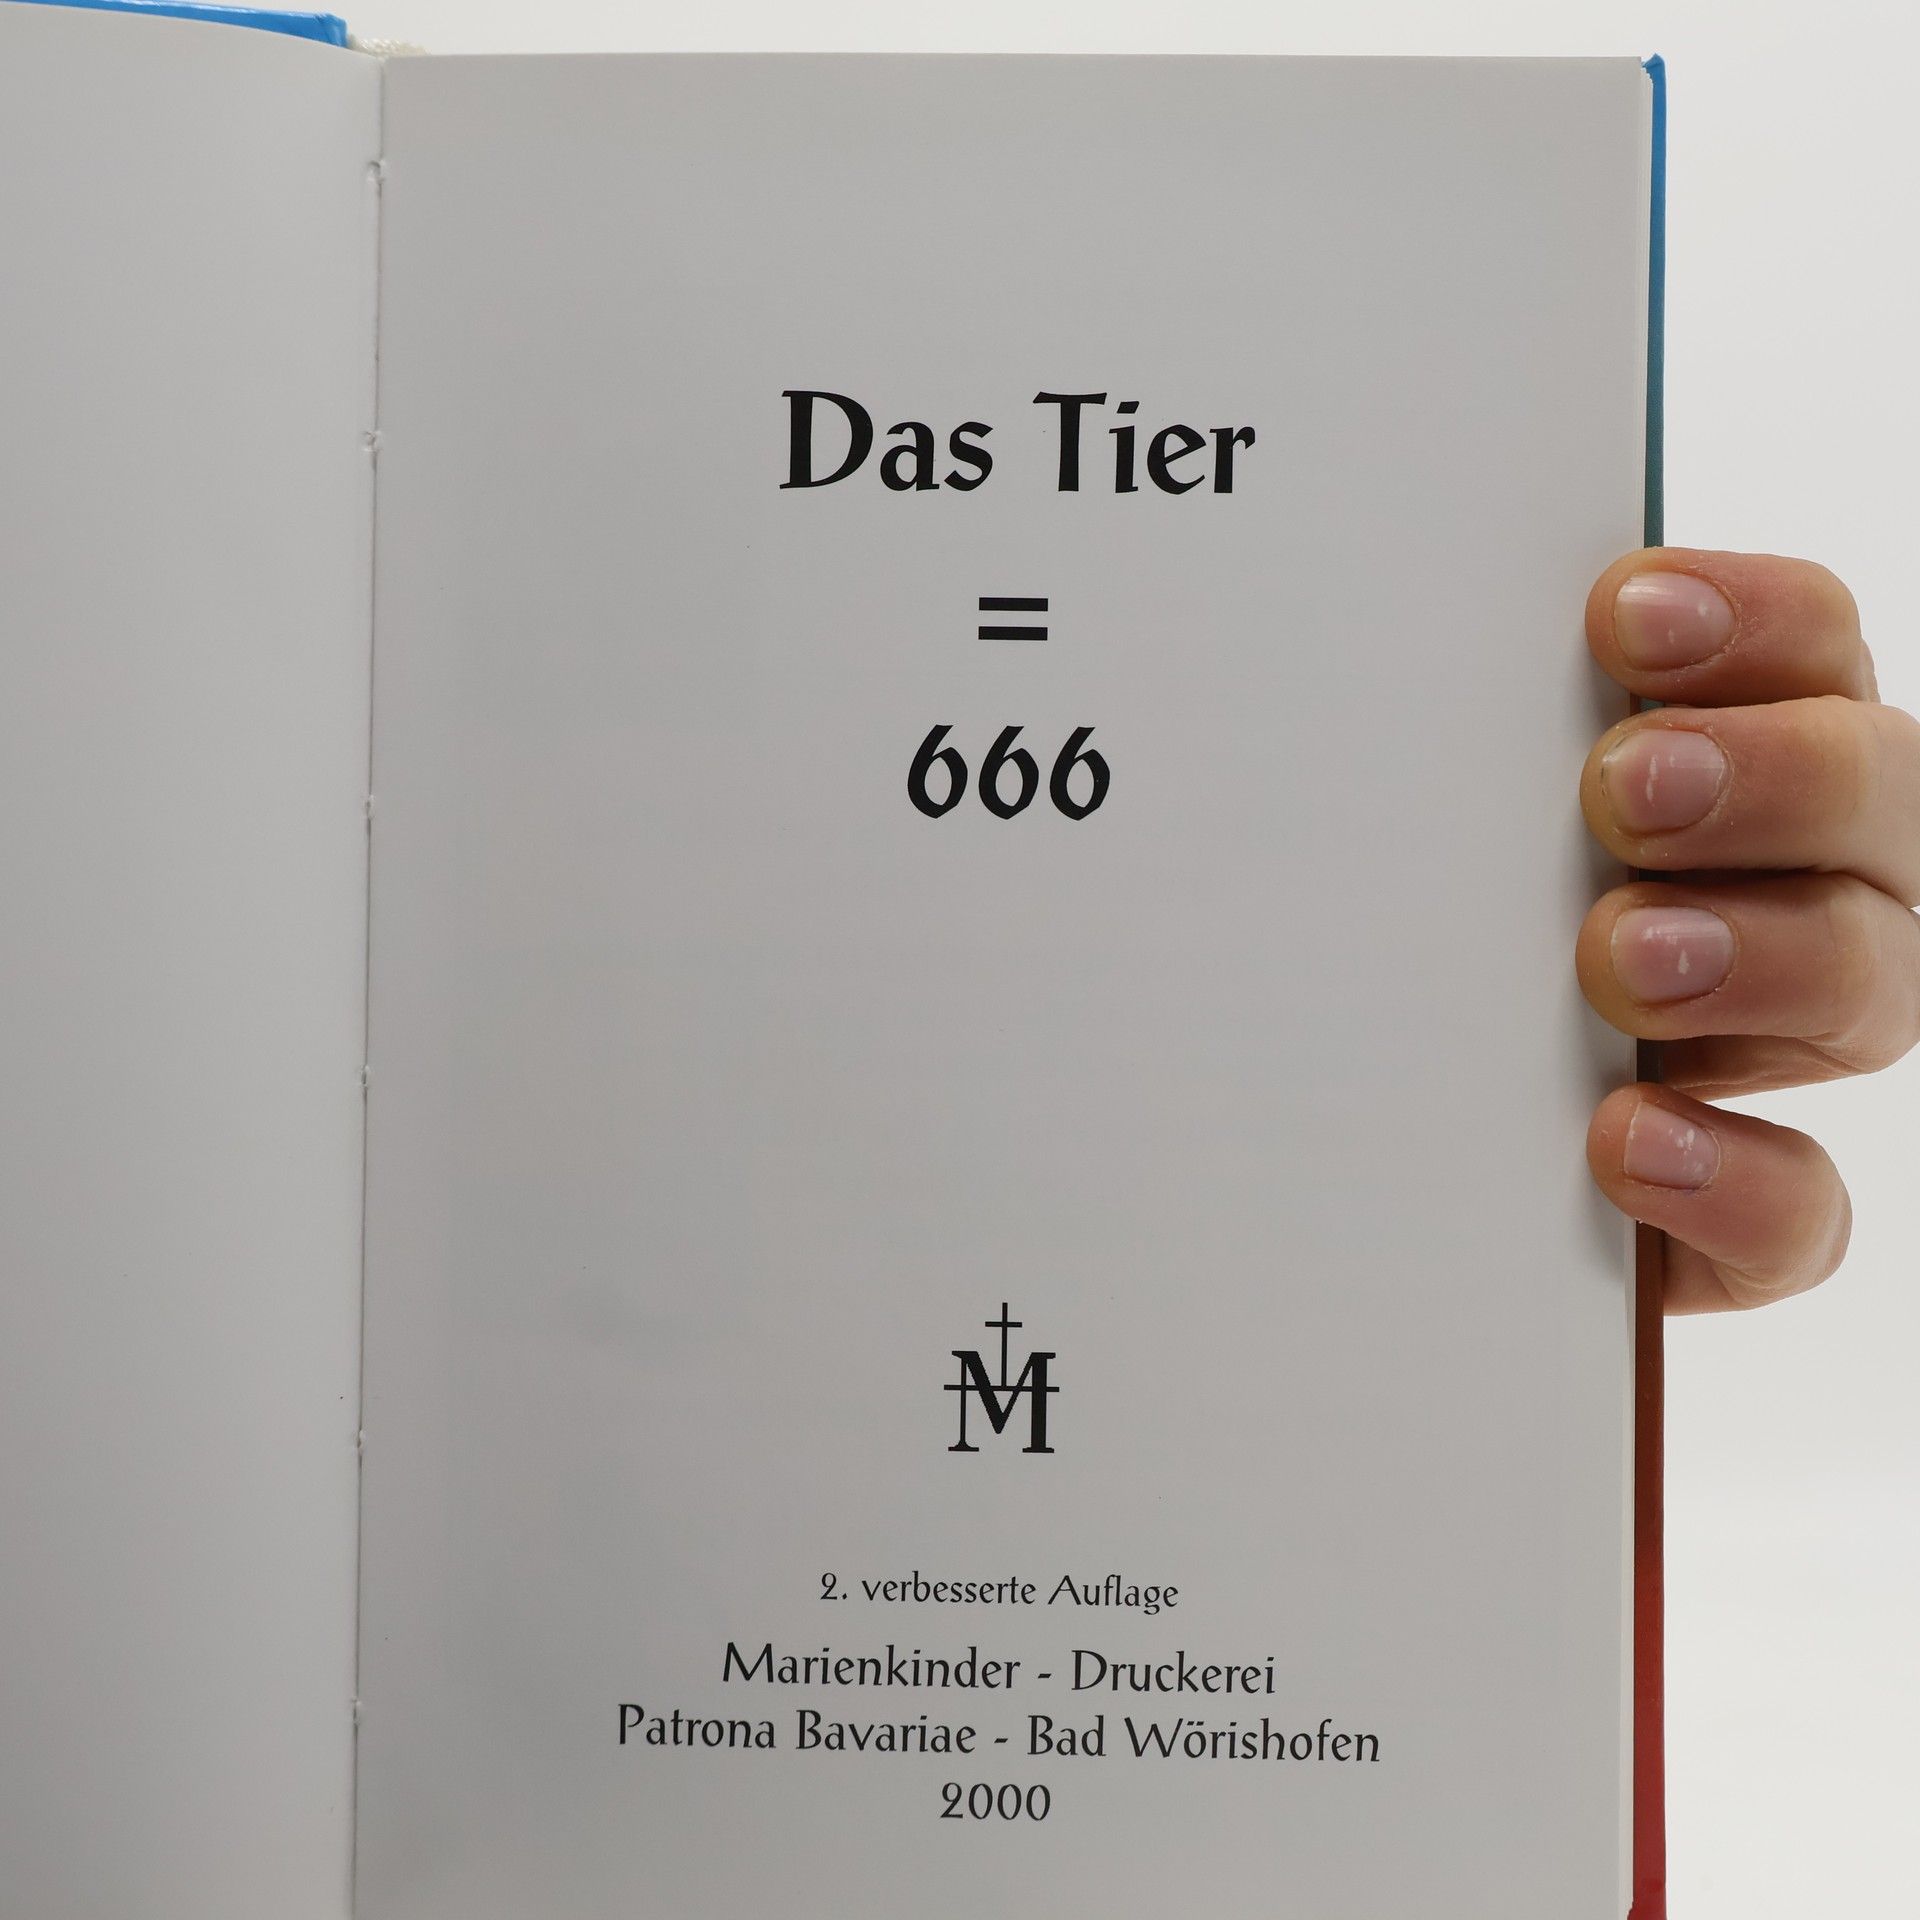 Das Tier
=
666
M
2. verbesserte Auflage
Marienkinder - Druckerei
Patrona Bavariae - Bad Wörishofen
2000